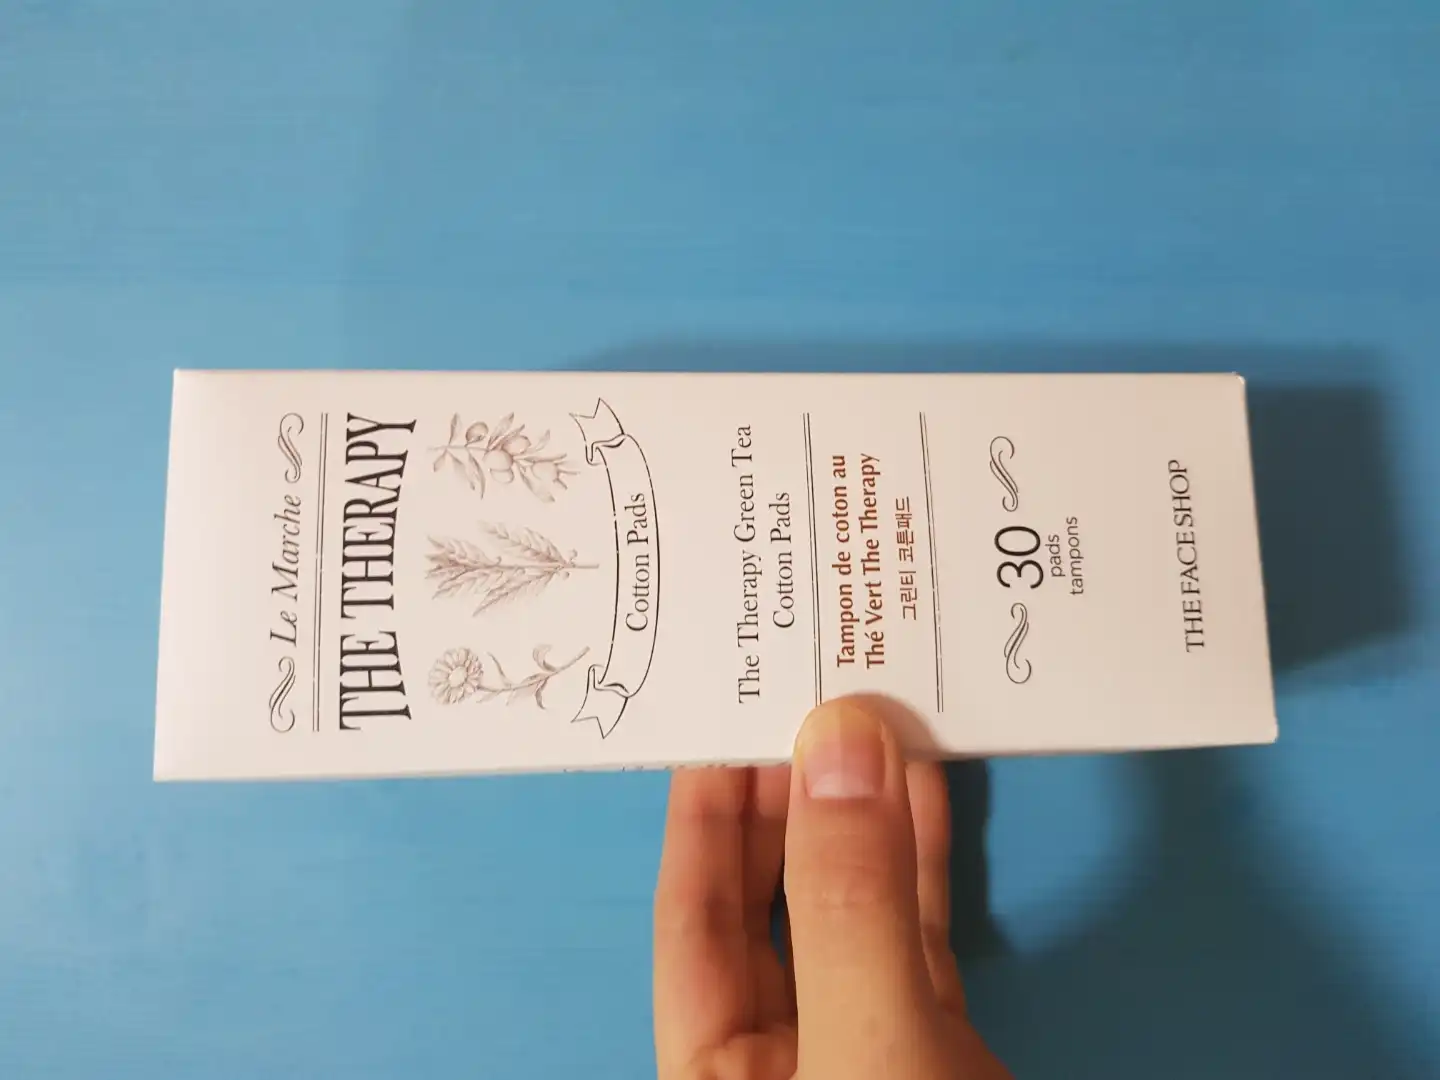 Le Marche
THE THERAPY
Cotton Pads
The Therapy Green Tea
Cotton Pads
Tampon de coton au
Thé Vert The Therapy
그린티 코튼패드
30
pads
tampons
THE FACE SHOP